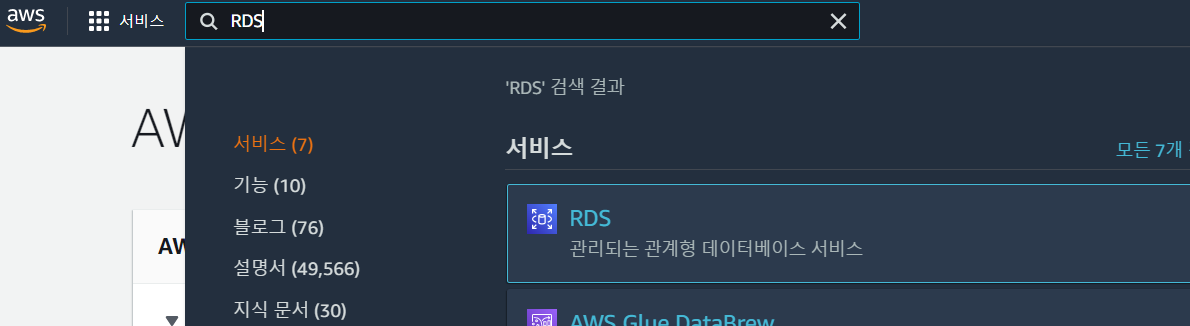 aws
서비스
RDS
'RDS' 검색 결과
AW
서비스 (7)
서비스
모든 7개
기능 (10)
블로그 (76)
RDS
AW
관리되는 관계형 데이터베이스 서비스
설명서 (49,566)
지식 문서 (30)
AWS Glue DataBrew